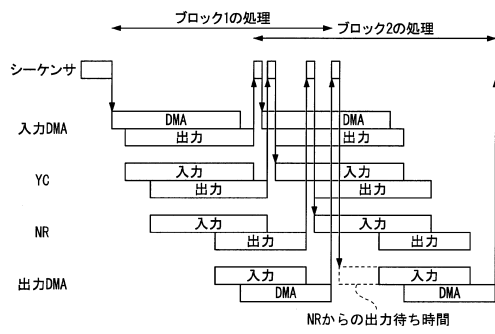 ブロック1の処理
ブロック2の処理
シーケンサ
入力DMA
DMA
出力
DMA
出力
YC
入力
出力
入力
出力
NR
入力
出力
入力
出力
出力DMA
入力
DMA
入力
DMA
NRからの出力待ち時間